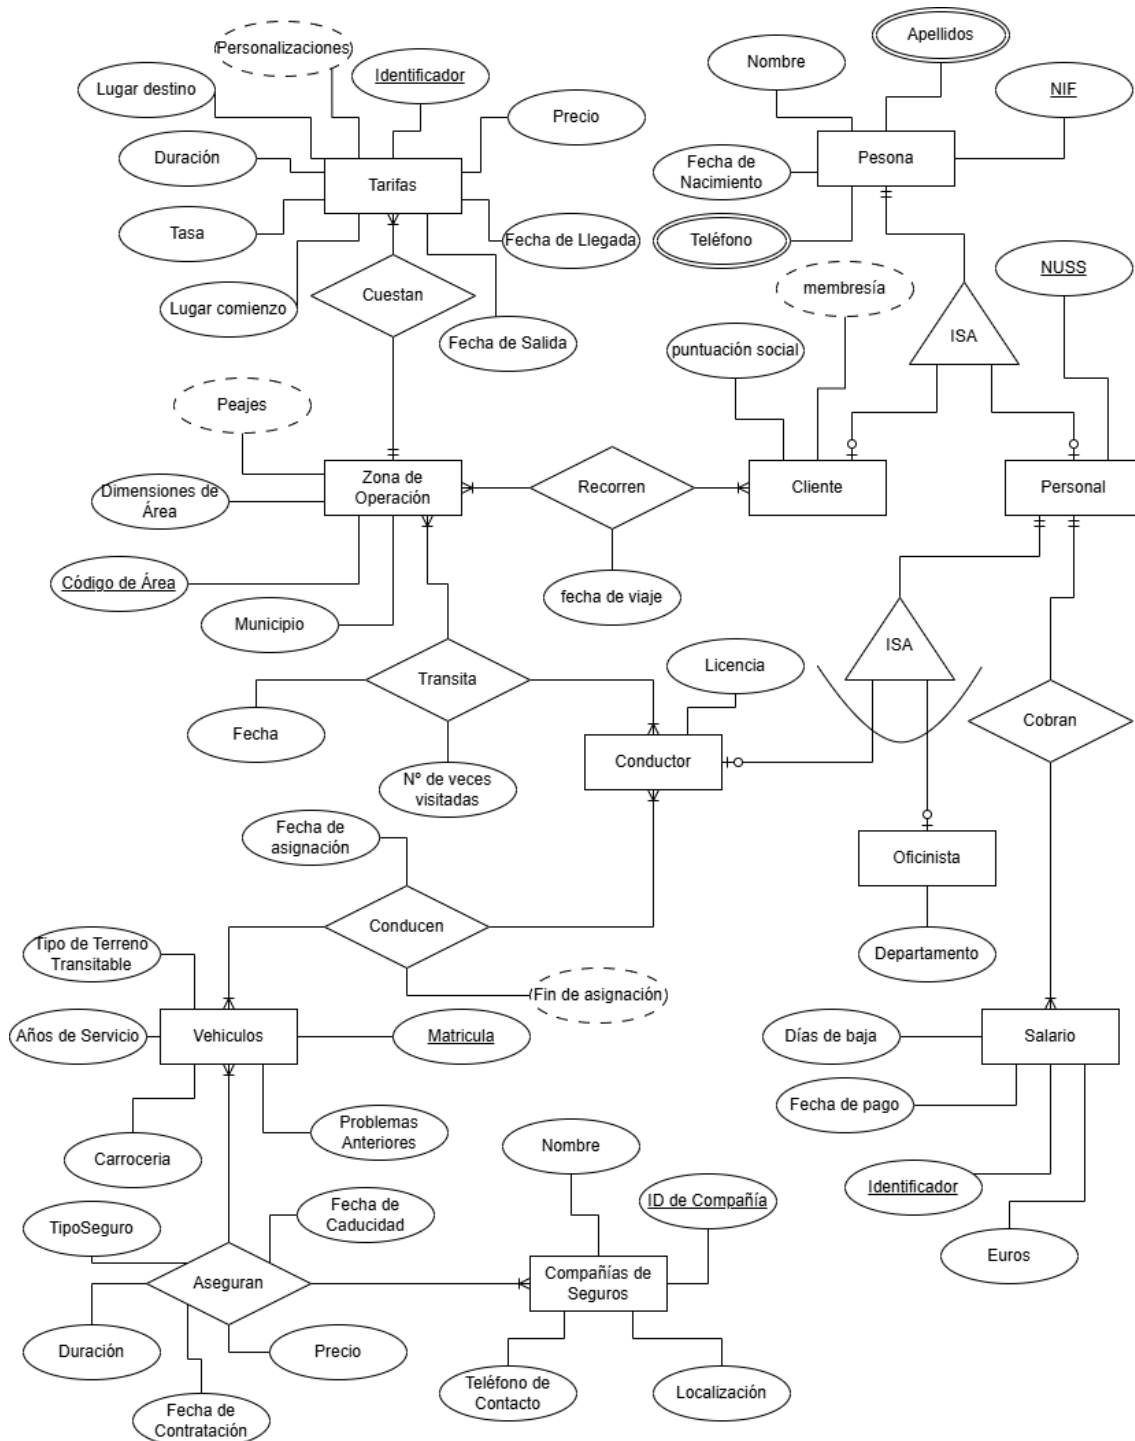 Apellidos
Personalizaciones
Nombre
Identificador
Lugar destino
NIF
Precio
Duración
Pesona
Fecha de
Nacimiento
Tarifas
Tasa
Fecha de Llegada
Teléfono
NUSS
membresía
Cuestan
Lugar comienzo
ISA
Fecha de Salida
puntuación social
Peajes
Zona de
Operación
Recorren
Cliente
Personal
Dimensiones de
Área
Código de Área
fecha de viaje
Municipio
ISA
Licencia
Transita
Cobran
Fecha
Conductor
Nº de veces
visitadas
Fecha de
asignación
Oficinista
Conducen
Tipo de Terreno
Transitable
Departamento
Fin de asignación
Años de Servicio
Vehiculos
Matricula
Días de baja
Salario
Fecha de pago
Problemas
Anteriores
Nombre
Carroceria
Identificador
ID de Compañía
Fecha de
Caducidad
TipoSeguro
Euros
Aseguran
Compañías de
Seguros
Duración
Precio
Teléfono de
Contacto
Localización
Fecha de
Contratación